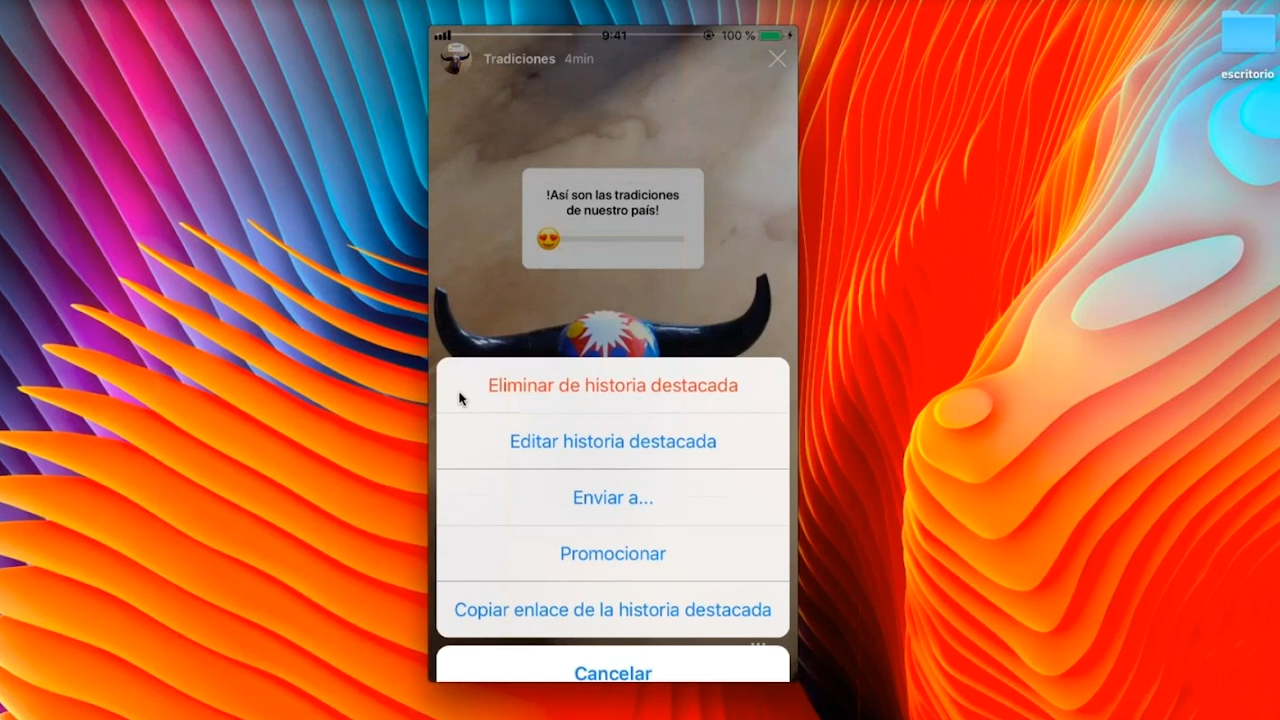 9:41
100 %
Tradiciones 4min
escritorio
!Así son las tradiciones
de nuestro país!
Eliminar de historia destacada
Editar historia destacada
Enviar a...
Promocionar
Copiar enlace de la historia destacada
Cancelar